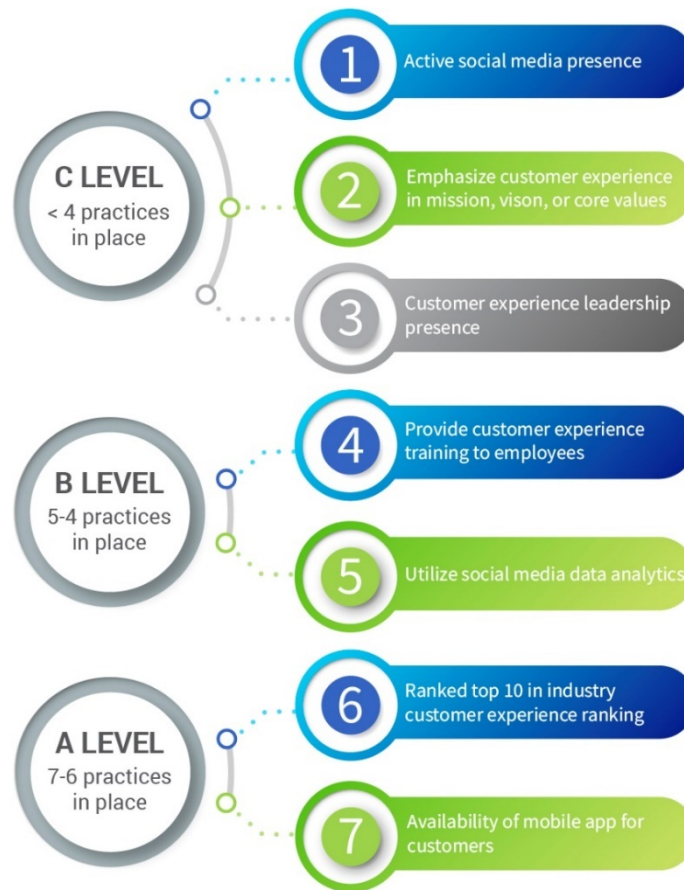 1
Active social media presence
C LEVEL
< 4 practices
in place
2
Emphasize customer experience
in mission, vison, or core values
3
Customer experience leadership
presence
4
Provide customer experience
training to employees
B LEVEL
5-4 practices
in place
5
Utilize social media data analytics
6
Ranked top 10 in industry
customer experience ranking
A LEVEL
7-6 practices
in place
7
Availability of mobile app for
customers